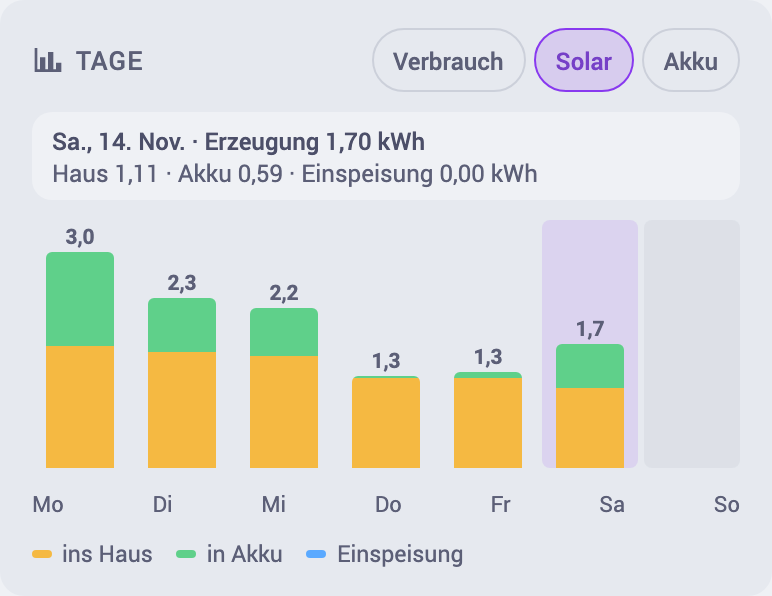 TAGE
Verbrauch
Solar
Akku
Sa., 14. Nov. · Erzeugung 1,70 kWh
Haus 1,11 · Akku 0,59 · Einspeisung 0,00 kWh
3,0
2,3
2,2
1,3
1,3
1,7
Mo Di Mi Do Fr Sa So
ins Haus in Akku Einspeisung